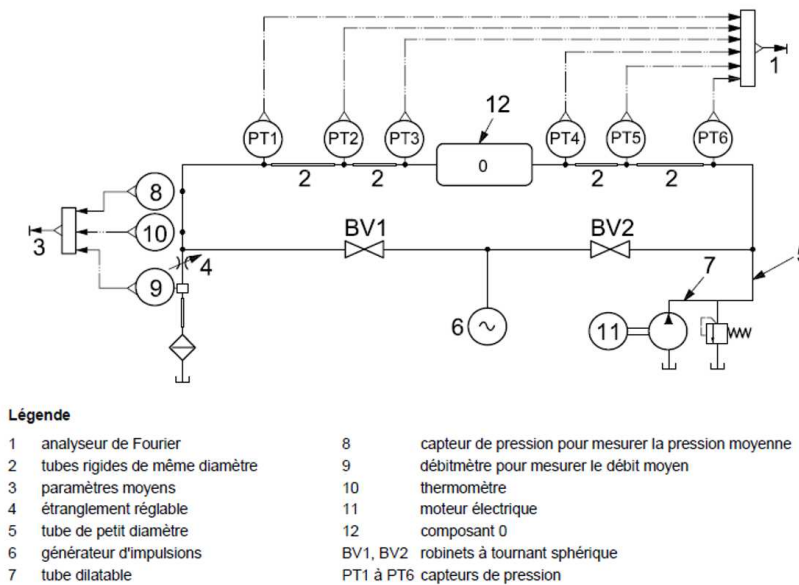 1
PT1 PT2 PT3 12 PT4 PT5 PT6
0
2 2 2 2
8
10
3
BV1 BV2
4
9
7
5
6
11
Légende
1 analyseur de Fourier 8 capteur de pression pour mesurer la pression moyenne
2 tubes rigides de même diamètre 9 débitmètre pour mesurer le débit moyen
3 paramètres moyens 10 thermomètre
4 étranglement réglable 11 moteur électrique
5 tube de petit diamètre 12 composant 0
6 générateur d'impulsions BV1, BV2 robinets à tournant sphérique
7 tube dilatable PT1 à PT6 capteurs de pression